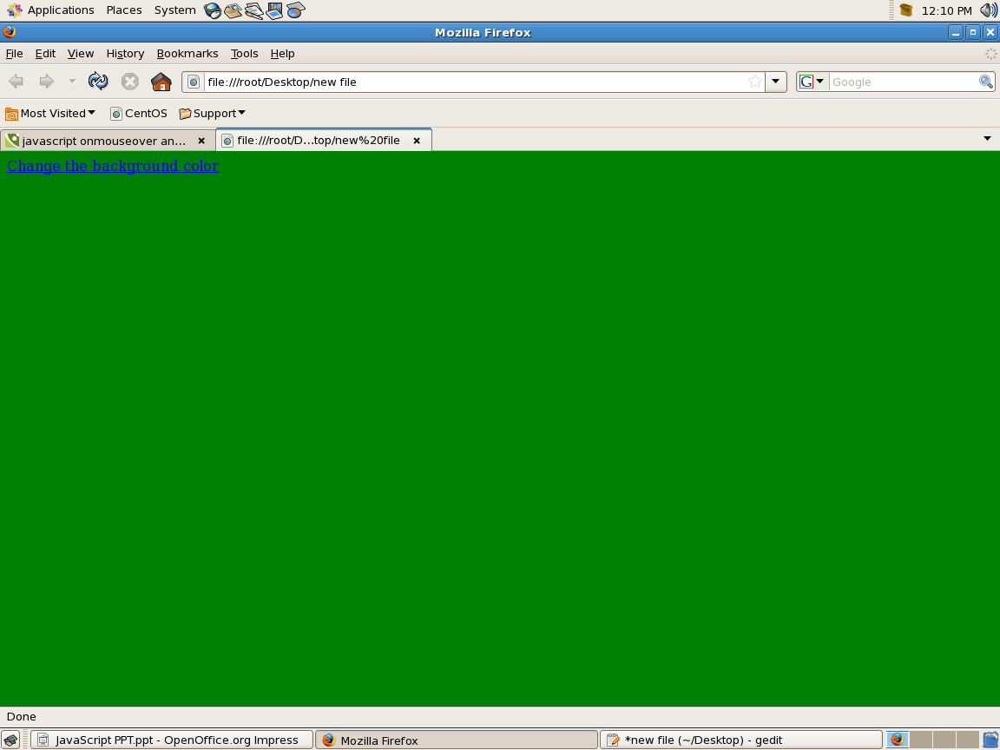 Applications Places System 12:10 PM
Mozilla Firefox
File Edit View History Bookmarks Tools Help
file:///root/Desktop/new file G Google
Most Visited CentOS Support
javascript onmouseover an... file:///root/D...top/new%20file
Change the background color
Done
JavaScript PPT.ppt - OpenOffice.org Impress Mozilla Firefox *new file (~/Desktop) - gedit